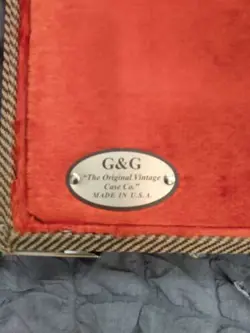 G&G
"The Original Vintage
Case Co."
MADE IN U.S.A.